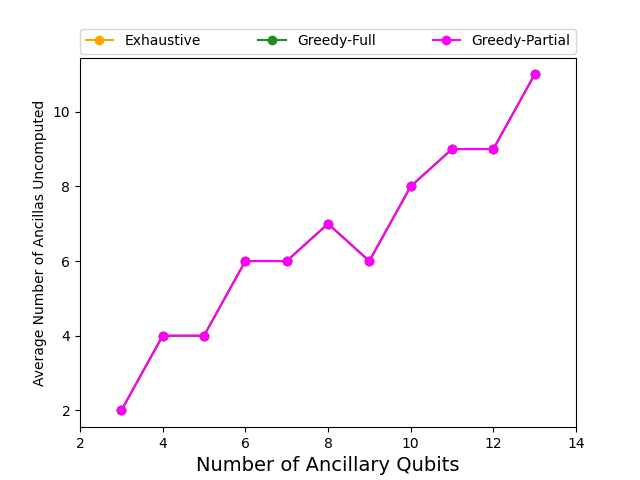 Exhaustive Greedy-Full Greedy-Partial
Average Number of Ancillas Uncomputed
10
8
6
4
2
2 4 6 8 10 12 14
Number of Ancillary Qubits